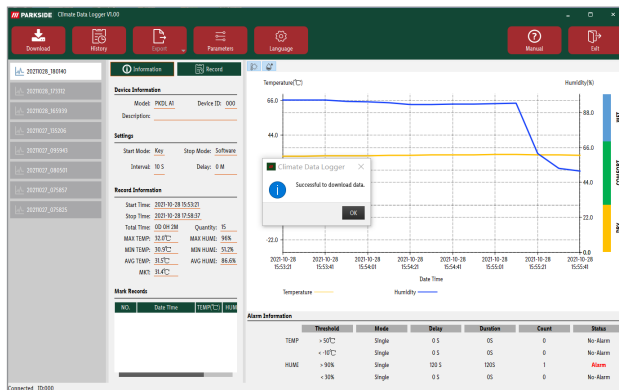 /// PARKSIDE Climate Data Logger V1.00
Download History Export Parameters Language Manual Exit
20211028_180140
20211028_173312
20211028_165939
20211027_115206
20211027_095945
20211027_080501
20211027_075857
20211027_075825
Information Record
Device Information
Model: PKDL A1 Device ID: 000
Description:
Settings
Start Mode: Key Stop Mode: Software
Interval: 10 S Delay: 0 M
Record Information
Start Time: 2021-10-28 15:53:21
Stop Time: 2021-10-28 17:58:37
Total Time: 0D 0H 2M Quantity: 15
MAX TEMP: 32.0℃ MAX HUMI: 96%
MIN TEMP: 30.9℃ MIN HUMI: 51.2%
AVG TEMP: 31.5℃ AVG HUMI: 86.6%
MKT: 31.4℃
Mark Records
NO. Date Time TEMP(℃) HUM
Temperature(℃) Humidity(%)
66.0
88.0
WET
44.0
66.0
COMFORT
44.0
22.0
DRY
-22.0
0.0
Climate Data Logger
Successful to download data.
OK
2021-10-28 2021-10-28 2021-10-28 2021-10-28 2021-10-28 2021-10-28 2021-10-28 2021-10-28
15:53:21 15:53:41 15:54:01 15:54:21 15:54:41 15:55:01 15:55:21 15:55:41
Date Time
Temperature Humidity
Alarm Information
Threshold Mode Delay Duration Count Status
TEMP > 50℃ Single 0 S 0S 0 No-Alarm
< -10℃ Single 0 S 0S 0 No-Alarm
HUMI > 90% Single 120 S 120S 1 Alarm
< 30% Single 0 S 0S 0 No-Alarm
Connected ID:000